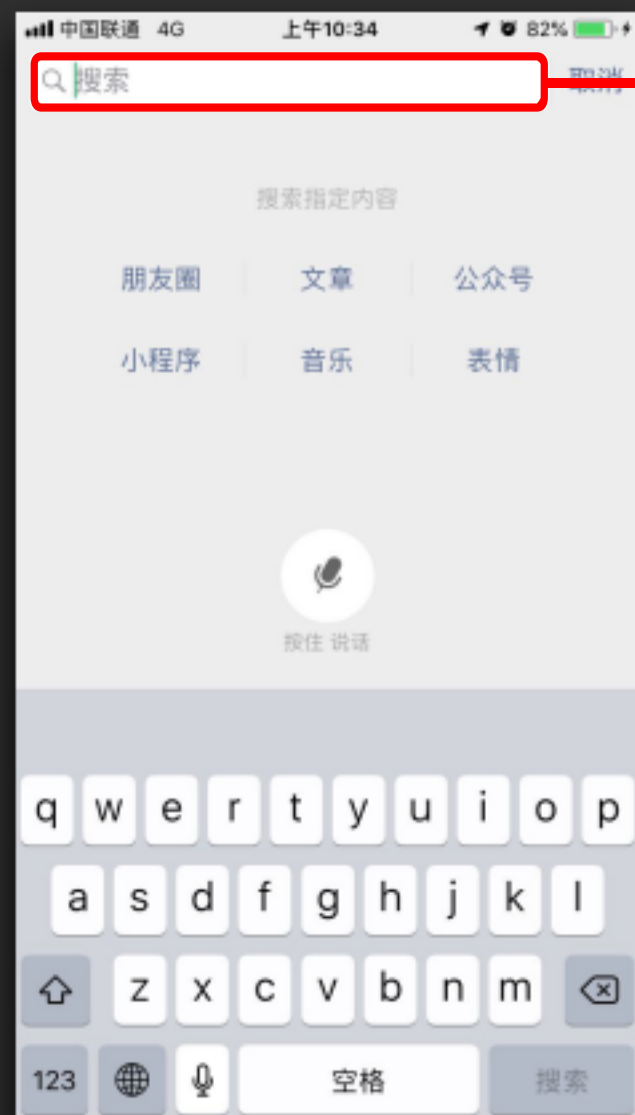 中国联通 4G 上午10:34 82%
搜索 取消
搜索指定内容
朋友圈 文章 公众号
小程序 音乐 表情
按住 说话
q w e r t y u i o p
a s d f g h j k l
z x c v b n m
123 空格 搜索